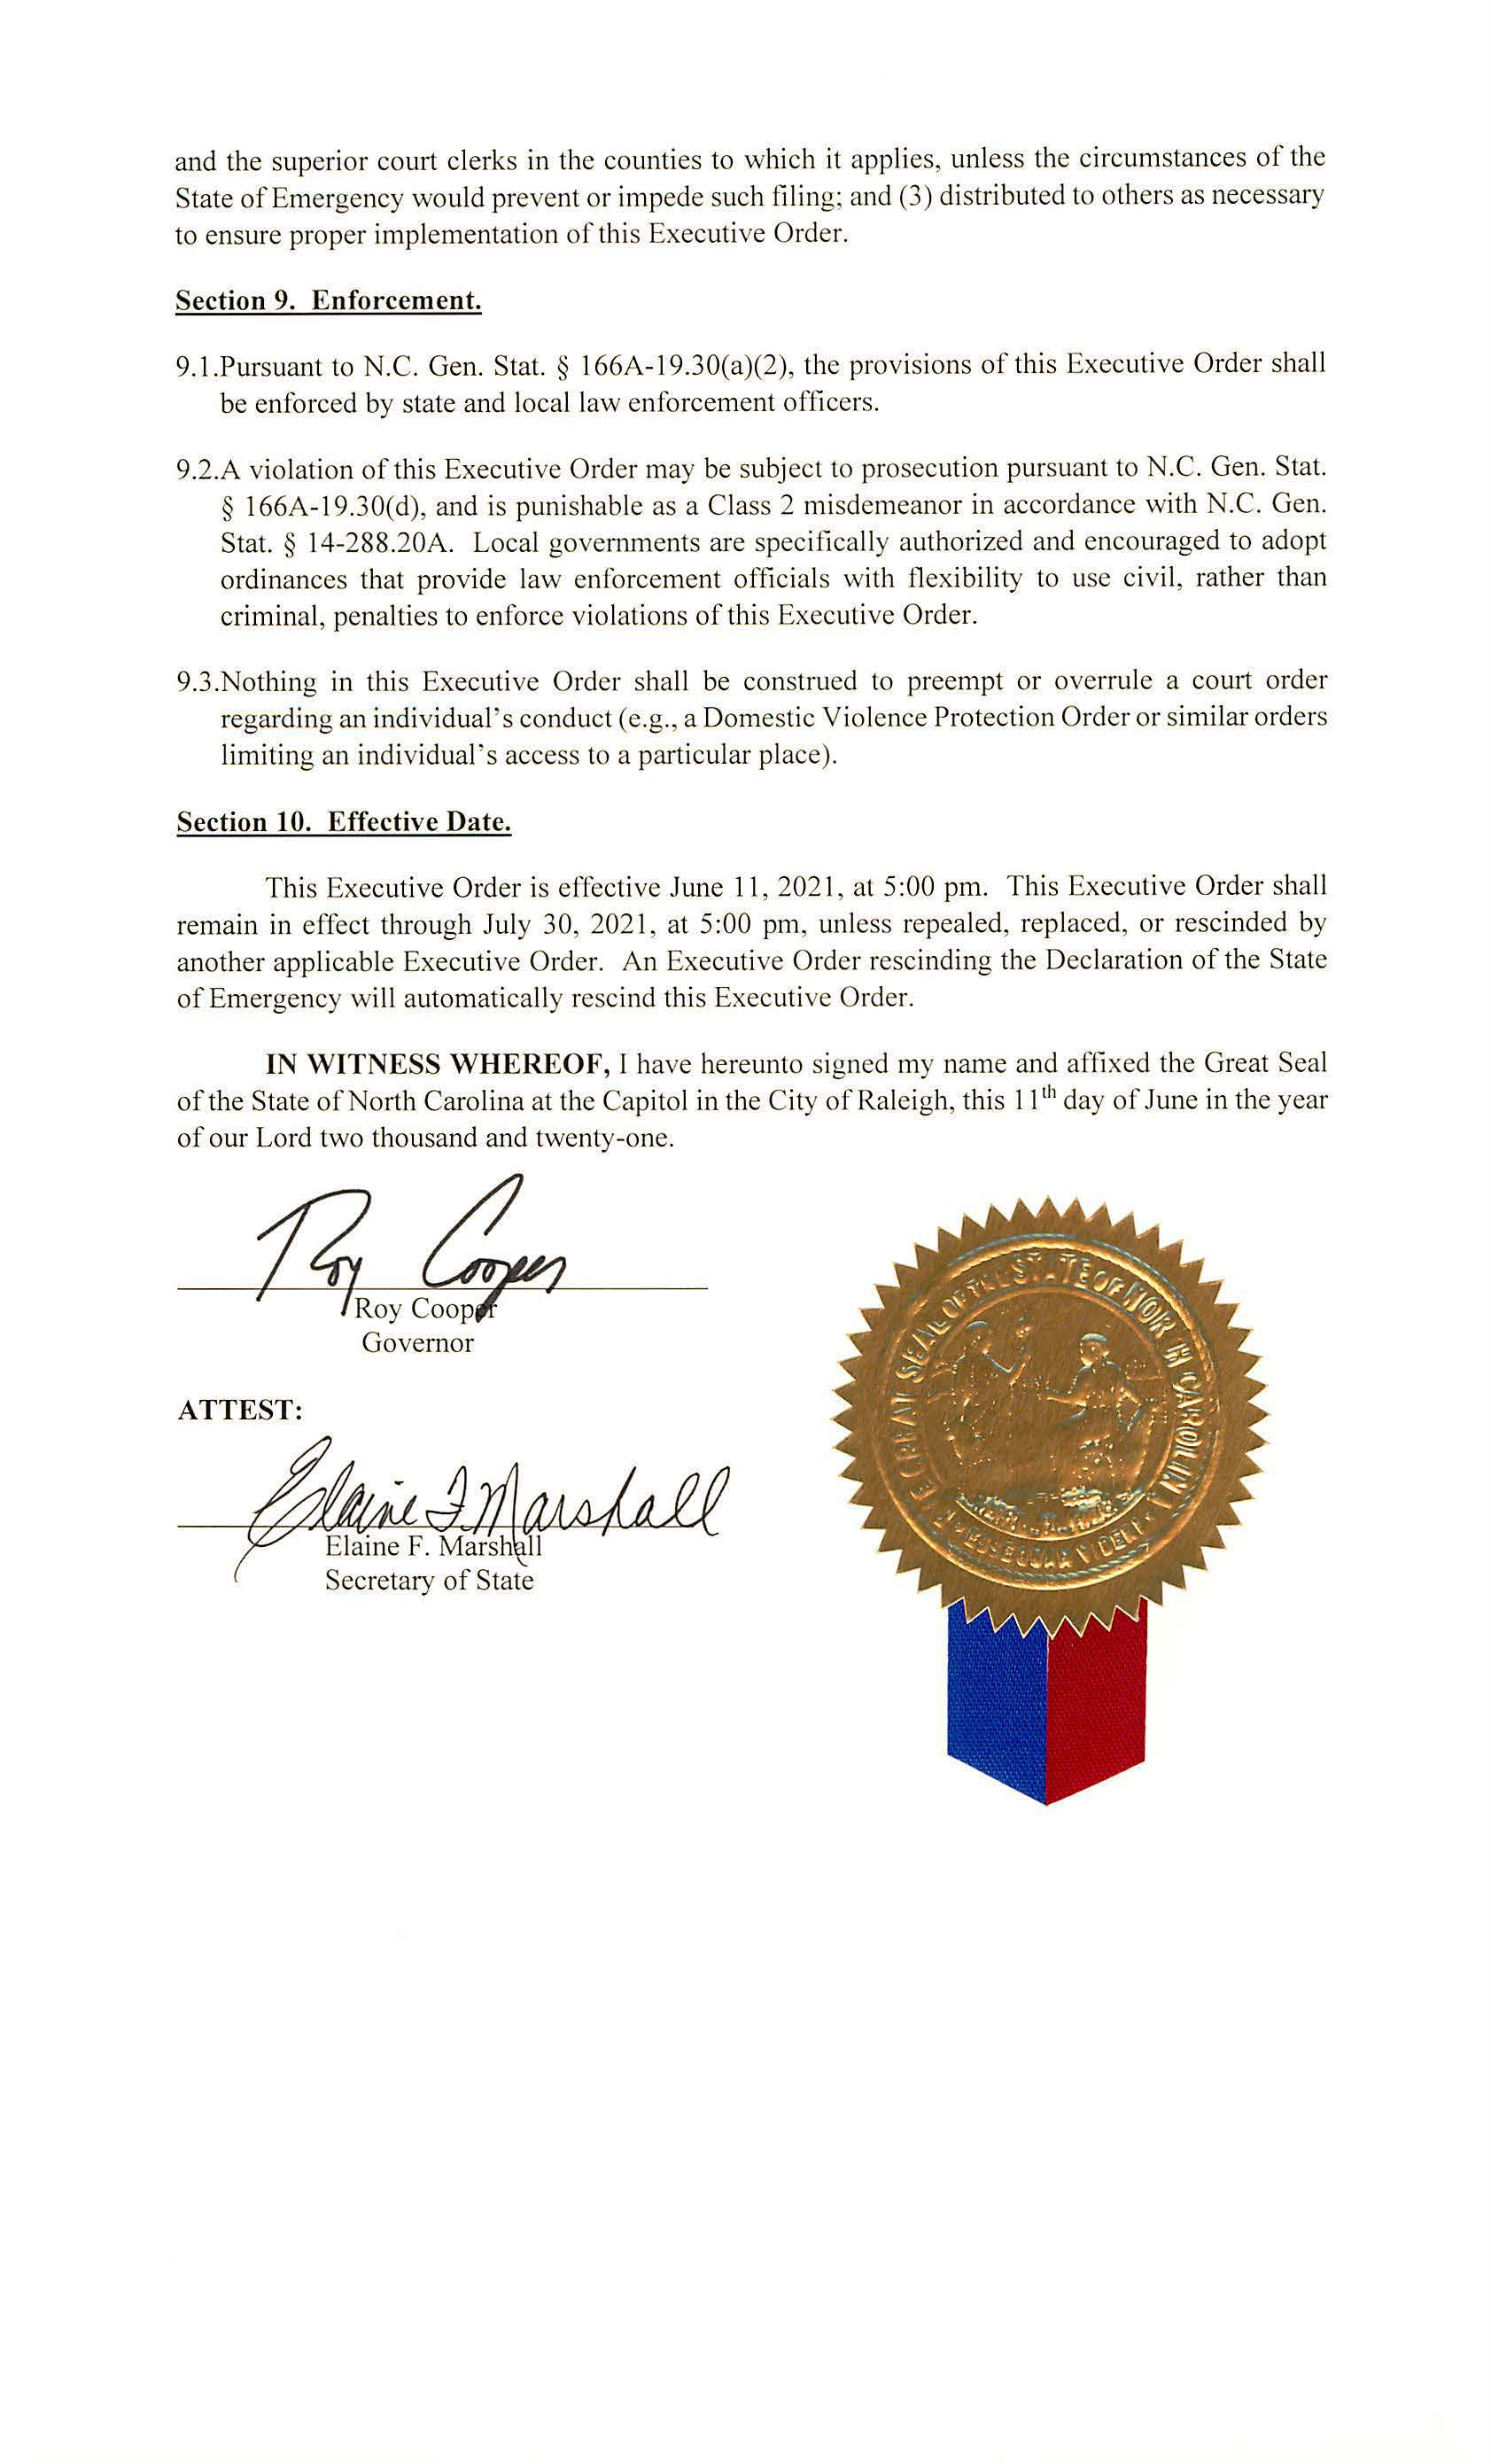 and the superior court clerks in the counties to which it applies, unless the circumstances of the
State of Emergency would prevent or impede such filing; and (3) distributed to others as necessary
to ensure proper implementation of this Executive Order.
Section 9. Enforcement.
9.1.Pursuant to N.C. Gen. Stat. § 166A-19.30(a)(2), the provisions of this Executive Order shall
be enforced by state and local law enforcement officers.
9.2.A violation of this Executive Order may be subject to prosecution pursuant to N.C. Gen. Stat.
§ 166A-19.30(d), and is punishable as a Class 2 misdemeanor in accordance with N.C. Gen.
Stat. § 14-288.20A. Local governments are specifically authorized and encouraged to adopt
ordinances that provide law enforcement officials with flexibility to use civil, rather than
criminal, penalties to enforce violations of this Executive Order.
9.3.Nothing in this Executive Order shall be construed to preempt or overrule a court order
regarding an individual's conduct (e.g., a Domestic Violence Protection Order or similar orders
limiting an individual's access to a particular place).
Section 10. Effective Date.
This Executive Order is effective June 11, 2021, at 5:00 pm. This Executive Order shall
remain in effect through July 30, 2021, at 5:00 pm, unless repealed, replaced, or rescinded by
another applicable Executive Order. An Executive Order rescinding the Declaration of the State
of Emergency will automatically rescind this Executive Order.
IN WITNESS WHEREOF, I have hereunto signed my name and affixed the Great Seal
of the State of North Carolina at the Capitol in the City of Raleigh, this 11th day of June in the year
of our Lord two thousand and twenty-one.
Roy Cooper
Roy Cooper
Governor
ATTEST:
Elaine F. Marshall
Elaine F. Marshall
Secretary of State
GREAT SEAL OF THE STATE OF NORTH CAROLINA